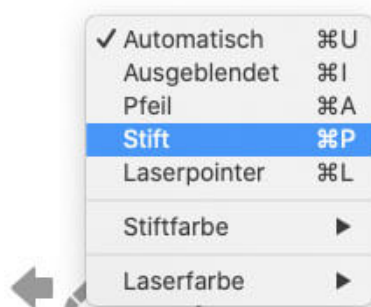 ✓ Automatisch ⌘U
Ausgeblendet ⌘I
Pfeil ⌘A
Stift ⌘P
Laserpointer ⌘L
Stiftfarbe ▶
Laserfarbe ▶